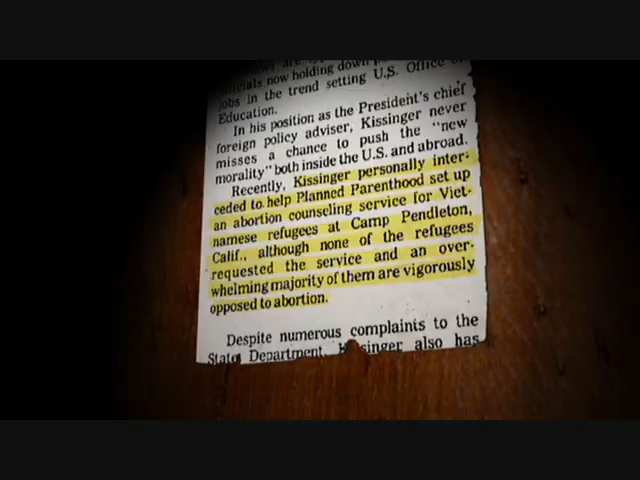 now holding down
jobs in the trend setting U.S. Office of
Education.
In his position as the President's chief
foreign policy adviser, Kissinger never
misses a chance to push the "new
morality" both inside the U.S. and abroad.
Recently, Kissinger personally inter-
ceded to help Planned Parenthood set up
an abortion counseling service for Viet-
namese refugees at Camp Pendleton,
Calif., although none of the refugees
requested the service and an over-
whelming majority of them are vigorously
opposed to abortion.
Despite numerous complaints to the
State Department, Kissinger also has